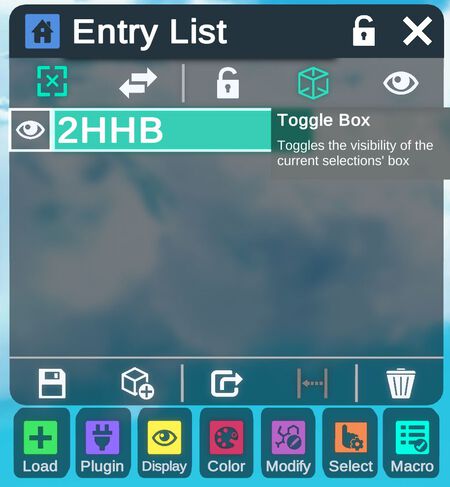 Entry List
2HHB
Toggle Box
Toggles the visibility of the
current selections' box
Load
Plugin
Display
Color
Modify
Select
Macro